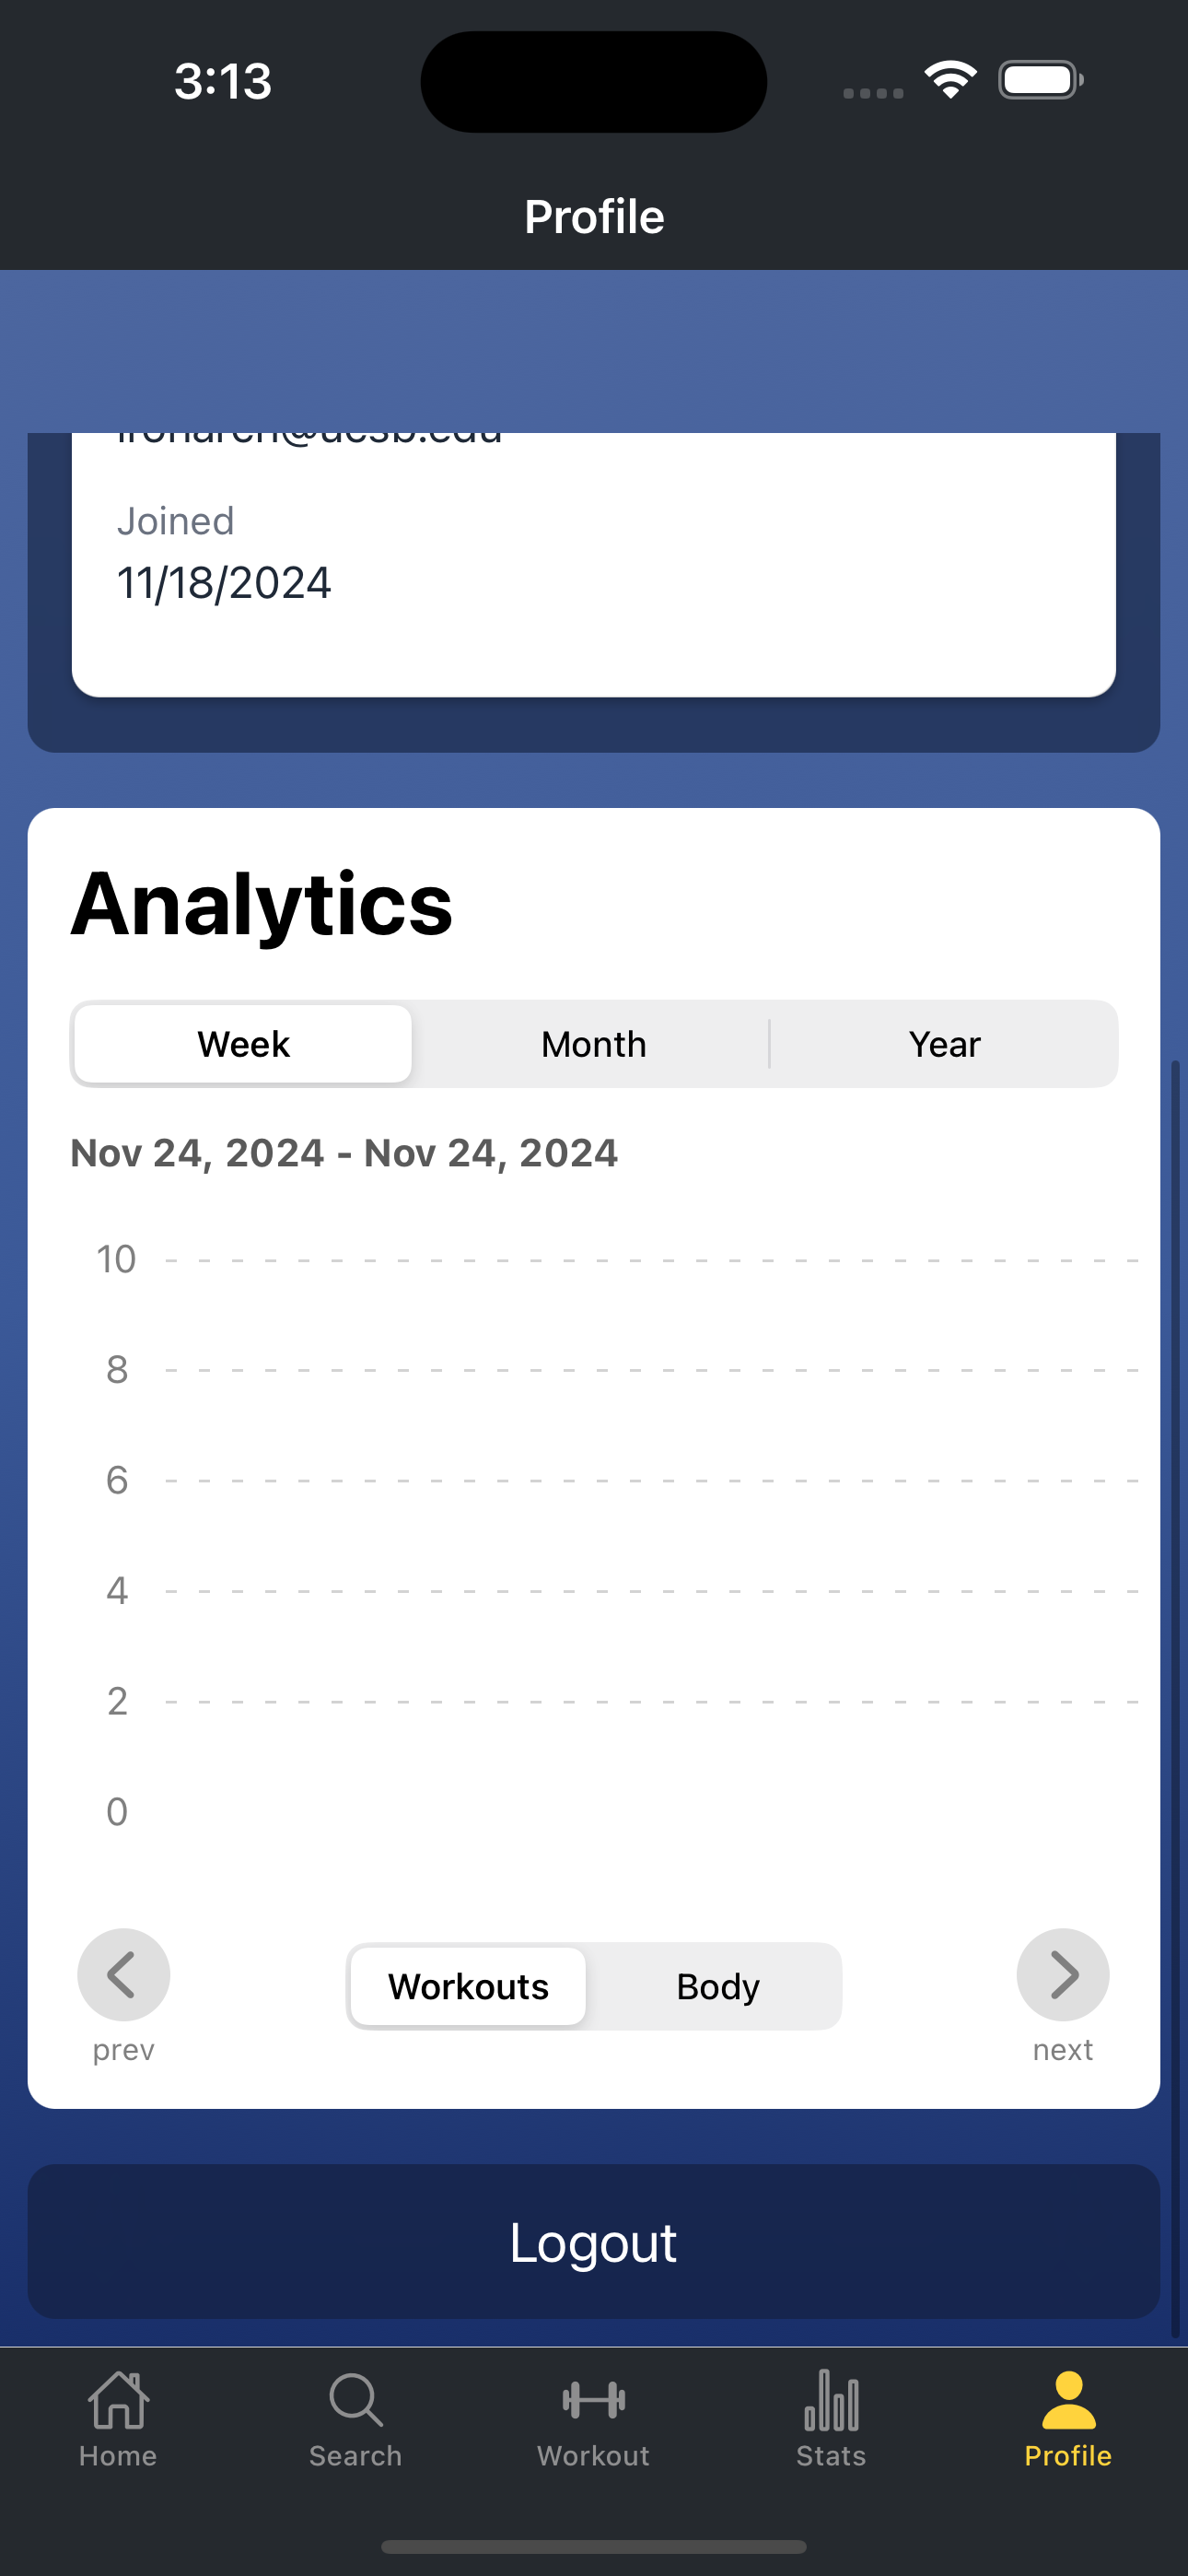 3:13
Profile
Joined
11/18/2024
Analytics
Week Month Year
Nov 24, 2024 - Nov 24, 2024
10
8
6
4
2
0
Workouts Body
prev next
Logout
Home Search Workout Stats Profile